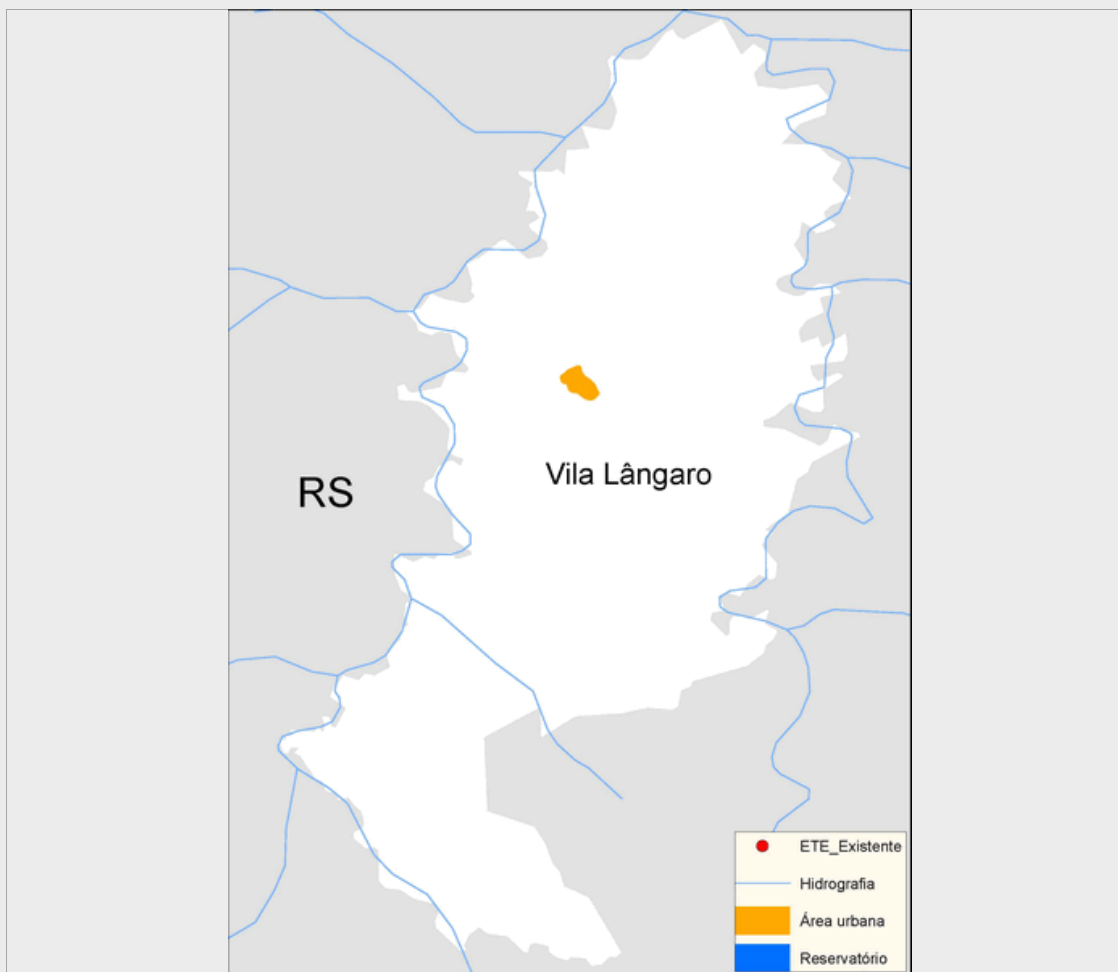 Vila Lângaro
RS
ETE_Existente
Hidrografia
Área urbana
Reservatório